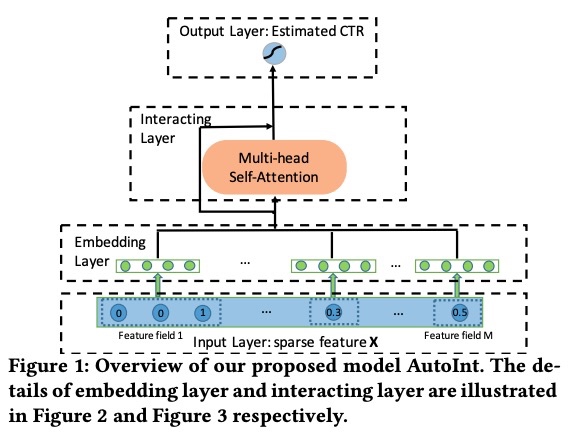 Output Layer: Estimated CTR
Interacting
Layer
Multi-head
Self-Attention
Embedding
Layer
...
...
0
0
1
...
0.3
...
0.5
Feature field 1
Feature field M
Input Layer: sparse feature X
Figure 1: Overview of our proposed model AutoInt. The de-
tails of embedding layer and interacting layer are illustrated
in Figure 2 and Figure 3 respectively.